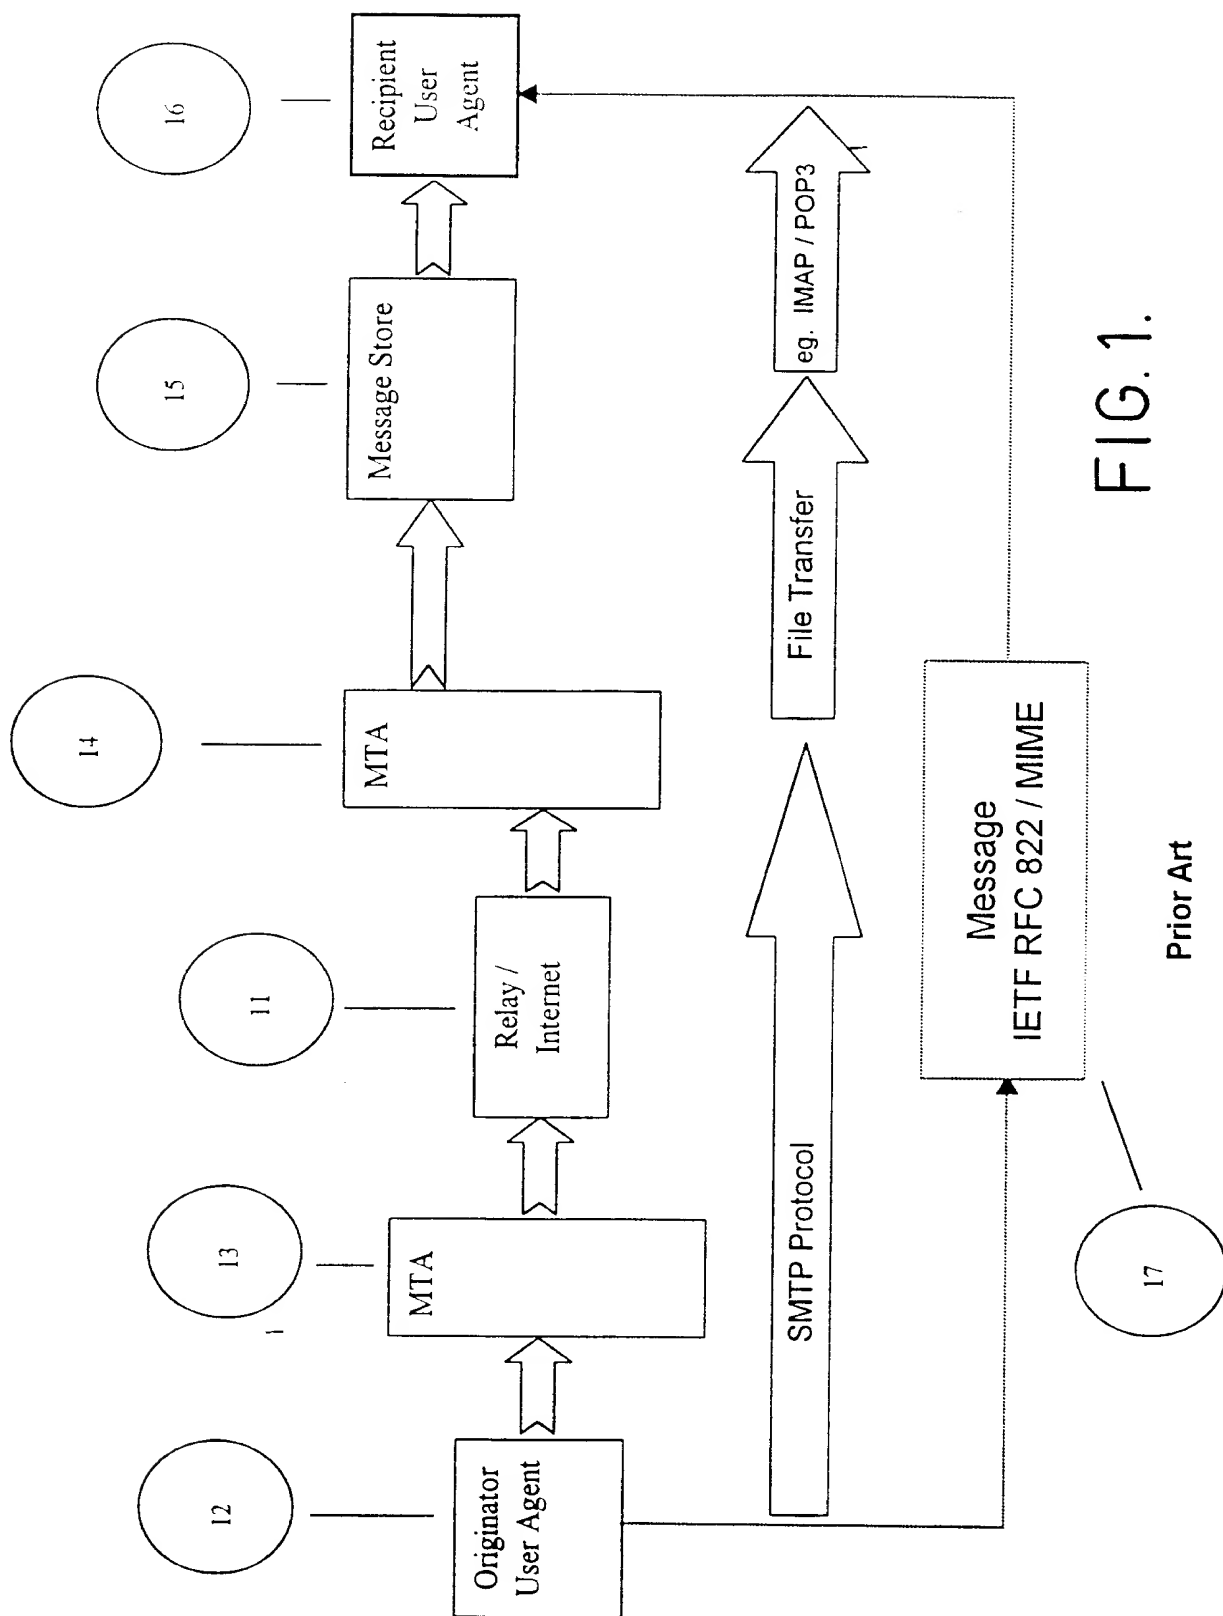 12
13
11
14
15
16
Originator
User Agent
MTA
Relay /
Internet
MTA
Message Store
Recipient
User
Agent
SMTP Protocol
File Transfer
eg. IMAP / POP3
Message
IETF RFC 822 / MIME
17
Prior Art
FIG. 1.